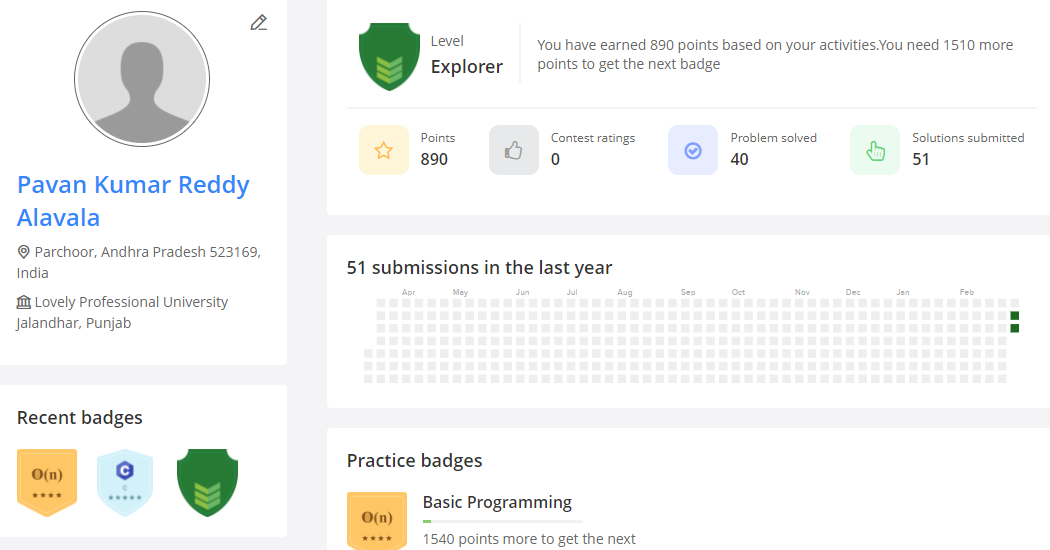 Pavan Kumar Reddy
Alavala
Parchoor, Andhra Pradesh 523169,
India
Lovely Professional University
Jalandhar, Punjab
Recent badges
O(n)
C
C
Level
Explorer
You have earned 890 points based on your activities.You need 1510 more
points to get the next badge
Points
890
Contest ratings
0
Problem solved
40
Solutions submitted
51
51 submissions in the last year
Apr May Jun Jul Aug Sep Oct Nov Dec Jan Feb
Practice badges
O(n)
Basic Programming
1540 points more to get the next